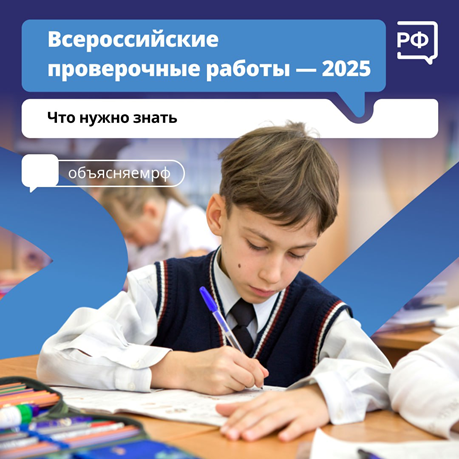 Всероссийские
проверочные работы — 2025
РФ
Что нужно знать
объясняемрф